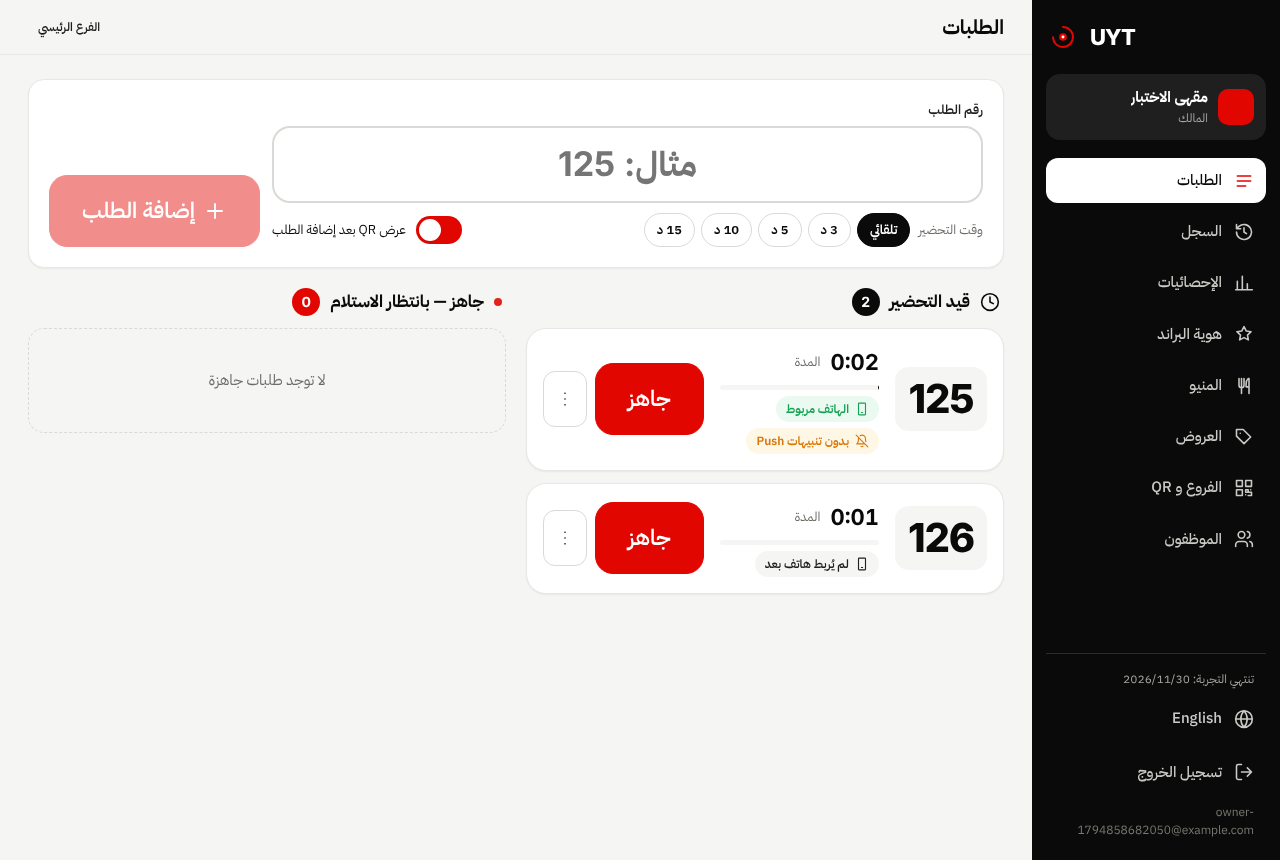 UYT
مقهى الاختبار
المالك
الطلبات
السجل
الإحصائيات
هوية البراند
المنيو
العروض
الفروع و QR
الموظفون
تنتهي التجربة: 2026/11/30
English
تسجيل الخروج
owner-
1794858682050@example.com
الطلبات
الفرع الرئيسي
رقم الطلب
مثال: 125
إضافة الطلب
وقت التحضير
تلقائي
3 د
5 د
10 د
15 د
عرض QR بعد إضافة الطلب
قيد التحضير 2
125
0:02 المدة
الهاتف مربوط
بدون تنبيهات Push
جاهز
126
0:01 المدة
لم يُربط هاتف بعد
جاهز
جاهز — بانتظار الاستلام 0
لا توجد طلبات جاهزة